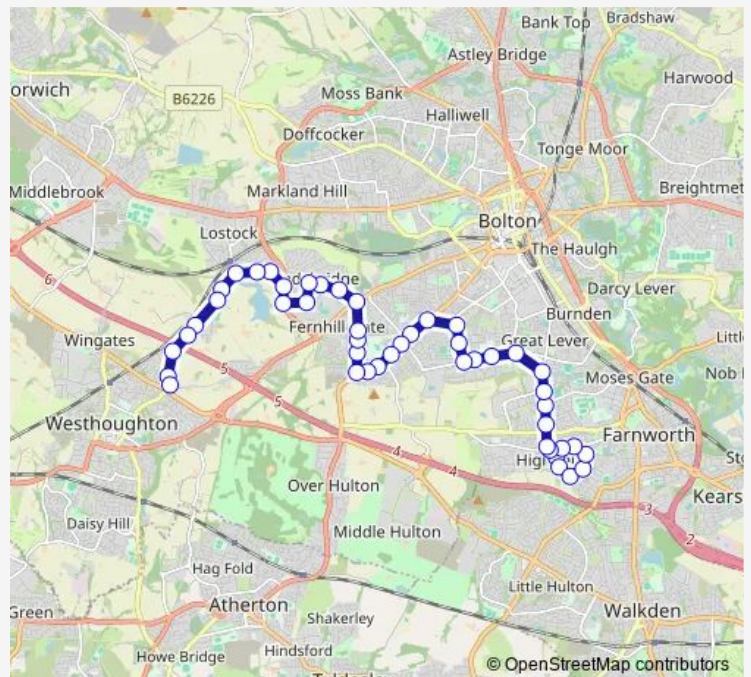 Bank Top
Bradshaw
Astley Bridge
orwich
Harwood
B6226
Moss Bank
Halliwell
Doffcocker
Tonge Moor
Middlebrook
Markland Hill
Breightmet
Bolton
Lostock
The Haulgh
6
Darcy Lever
Burnden
Fernhill
Wingates
Great Lever
Littl
5
Moses Gate
Nob
5
Westhoughton
Farnworth
4
4
Over Hulton
Kears
3
Daisy Hill
Middle Hulton
2
Hag Fold
Little Hulton
Atherton
Walkden
Green
Shakerley
Howe Bridge
Hindsford
© OpenStreetMap contributors